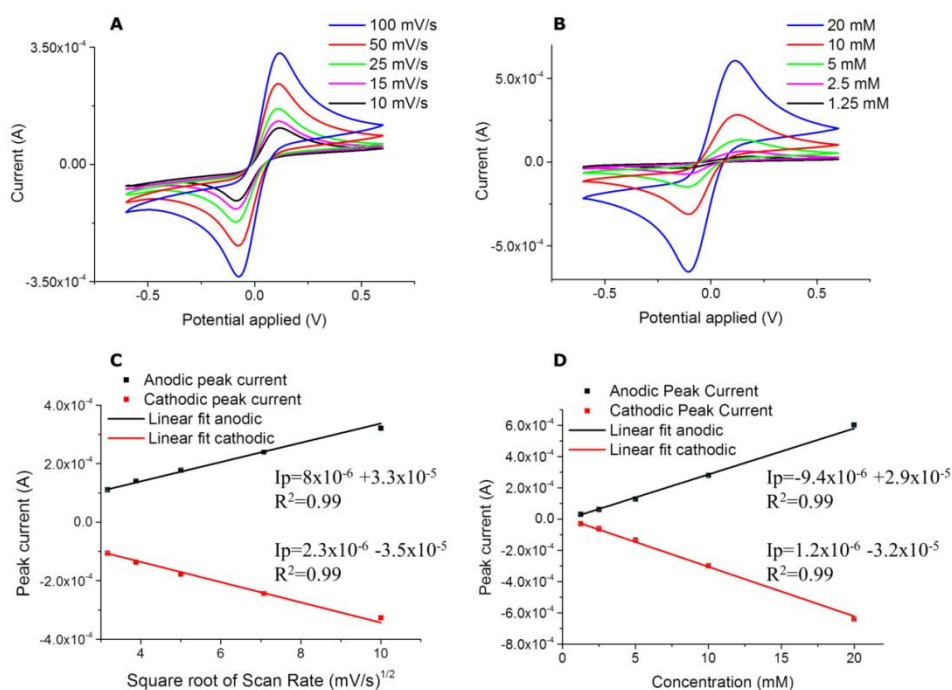 A
100 mV/s
50 mV/s
25 mV/s
15 mV/s
10 mV/s
3.50x10⁻⁴
0.00
-3.50x10⁻⁴
Current (A)
-0.5
0.0
0.5
Potential applied (V)
B
20 mM
10 mM
5 mM
2.5 mM
1.25 mM
5.0x10⁻⁴
0.0
-5.0x10⁻⁴
Current (A)
-0.5
0.0
0.5
Potential applied (V)
C
Anodic peak current
Cathodic peak current
Linear fit anodic
Linear fit cathodic
4.0x10⁻⁴
2.0x10⁻⁴
0.0
-2.0x10⁻⁴
-4.0x10⁻⁴
Peak current (A)
Ip=8x10⁻⁶ +3.3x10⁻⁵
R²=0.99
Ip=2.3x10⁻⁶ -3.5x10⁻⁵
R²=0.99
4
6
8
10
Square root of Scan Rate (mV/s)¹ᐟ²
D
Anodic Peak Current
Cathodic Peak Current
Linear fit anodic
Linear fit cathodic
6.0x10⁻⁴
4.0x10⁻⁴
2.0x10⁻⁴
0.0
-2.0x10⁻⁴
-4.0x10⁻⁴
-6.0x10⁻⁴
-8.0x10⁻⁴
Peak current (A)
Ip=-9.4x10⁻⁶ +2.9x10⁻⁵
R²=0.99
Ip=1.2x10⁻⁶ -3.2x10⁻⁵
R²=0.99
0
5
10
15
20
Concentration (mM)